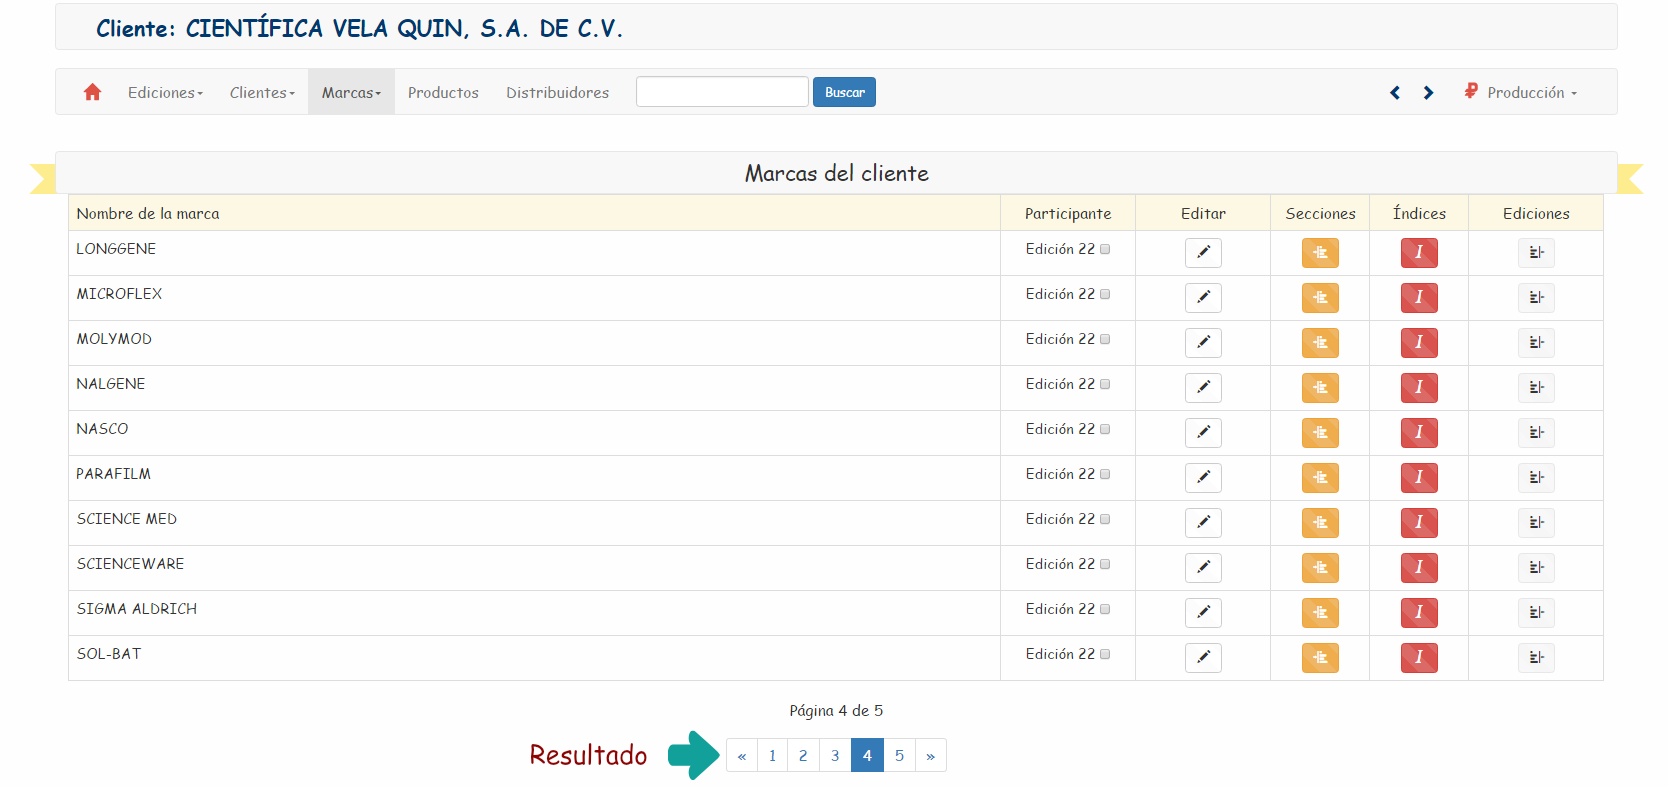 Cliente: CIENTÍFICA VELA QUIN, S.A. DE C.V.
Ediciones Clientes Marcas Productos Distribuidores Buscar Producción
Marcas del cliente
Nombre de la marca Participante Editar Secciones Índices Ediciones
LONGGENE Edición 22 I
MICROFLEX Edición 22 I
MOLYMOD Edición 22 I
NALGENE Edición 22 I
NASCO Edición 22 I
PARAFILM Edición 22 I
SCIENCE MED Edición 22 I
SCIENCEWARE Edición 22 I
SIGMA ALDRICH Edición 22 I
SOL-BAT Edición 22 I
Página 4 de 5
Resultado « 1 2 3 4 5 »